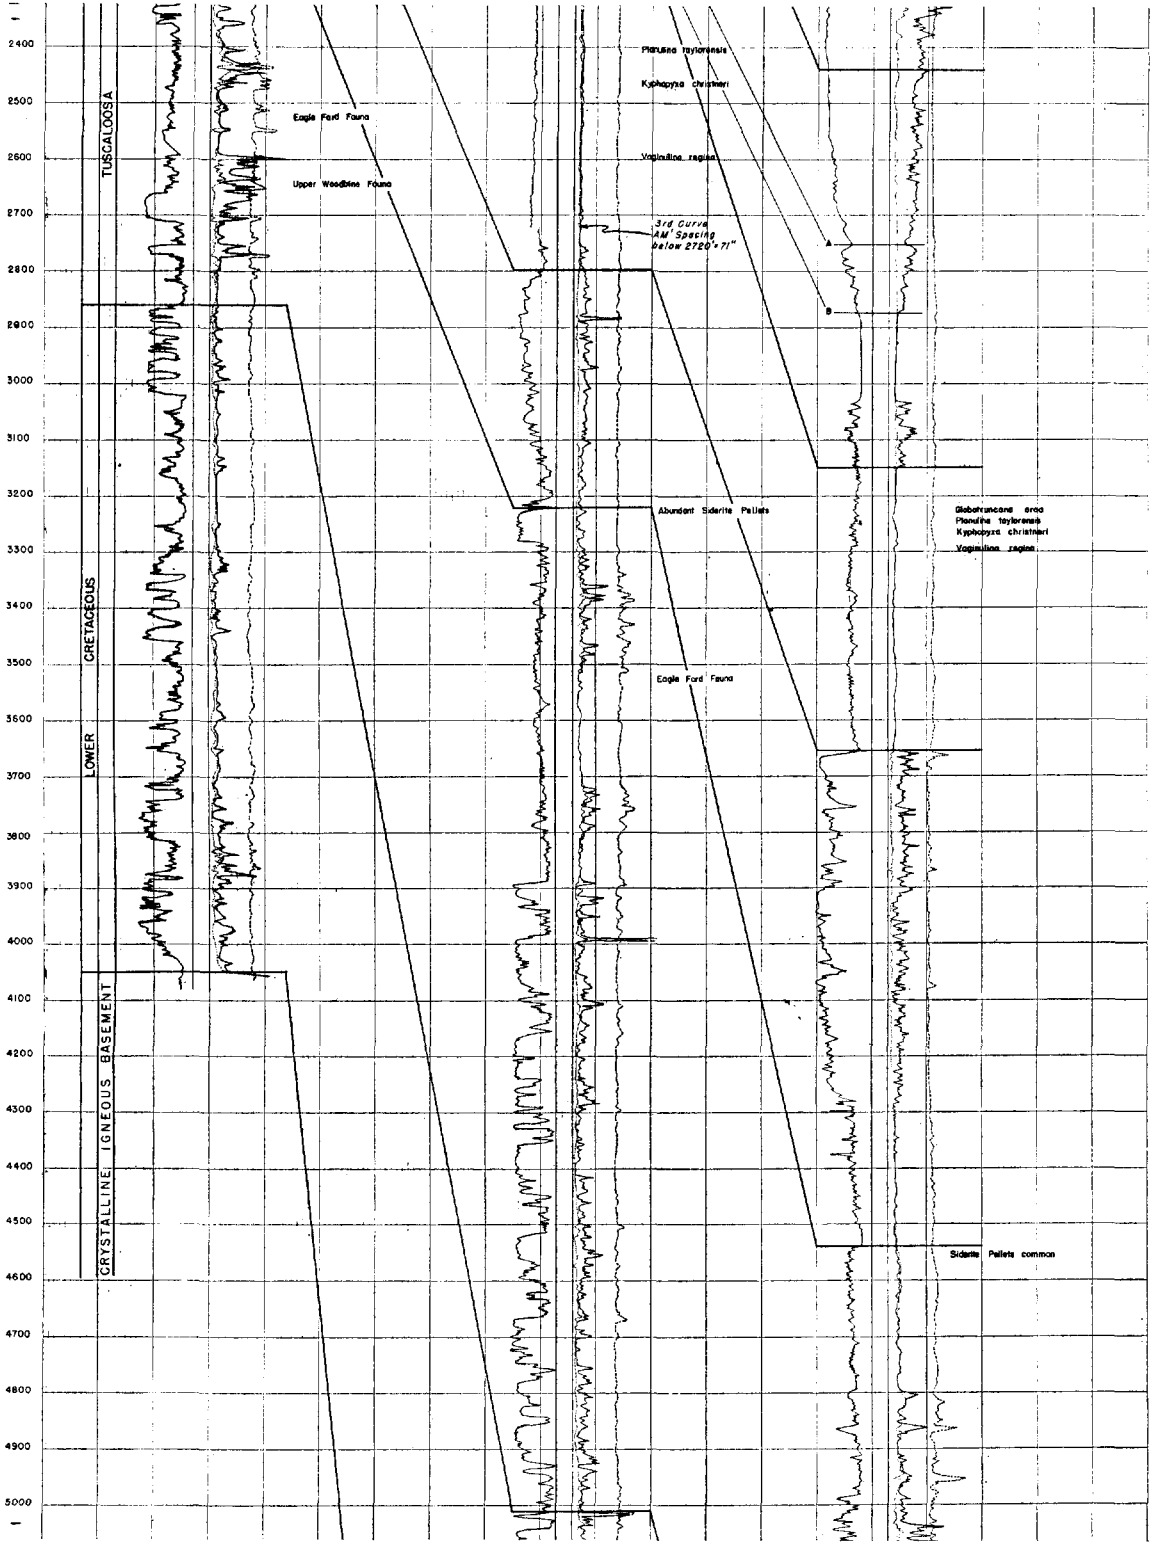 2400
2500
2600
2700
2800
2900
3000
3100
3200
3300
3400
3500
3600
3700
3800
3900
4000
4100
4200
4300
4400
4500
4600
4700
4800
4900
5000
TUSCALOOSA
LOWER CRETACEOUS
CRYSTALLINE IGNEOUS BASEMENT
Eagle Ford Fauna
Upper Woodbine Fauna
Planulina taylorensis
Kyphopyxa christneri
Vaginulina regina
3rd Curve
AM' Spacing
below 2720'=71"
Abundant Siderite Pellets
Eagle Ford Fauna
A
B
Globotruncana arca
Planulina taylorensis
Kyphopyxa christneri
Vaginulina regina
Siderite Pellets common